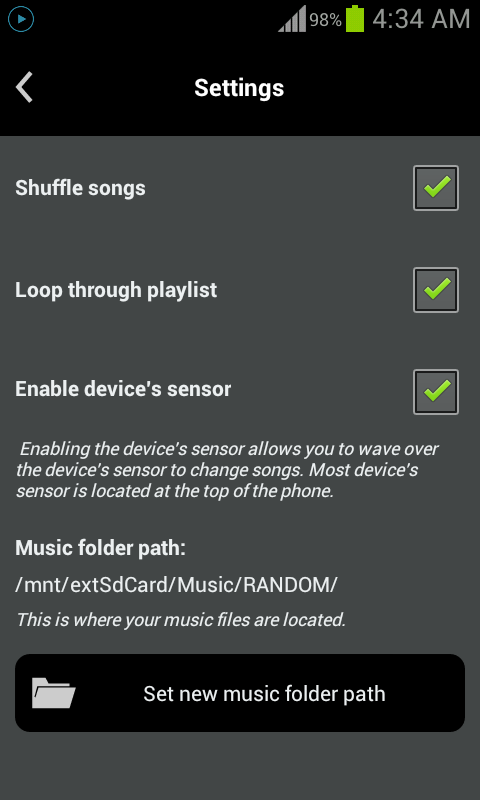 98% 4:34 AM
Settings
Shuffle songs
Loop through playlist
Enable device's sensor
Enabling the device's sensor allows you to wave over
the device's sensor to change songs. Most device's
sensor is located at the top of the phone.
Music folder path:
/mnt/extSdCard/Music/RANDOM/
This is where your music files are located.
Set new music folder path